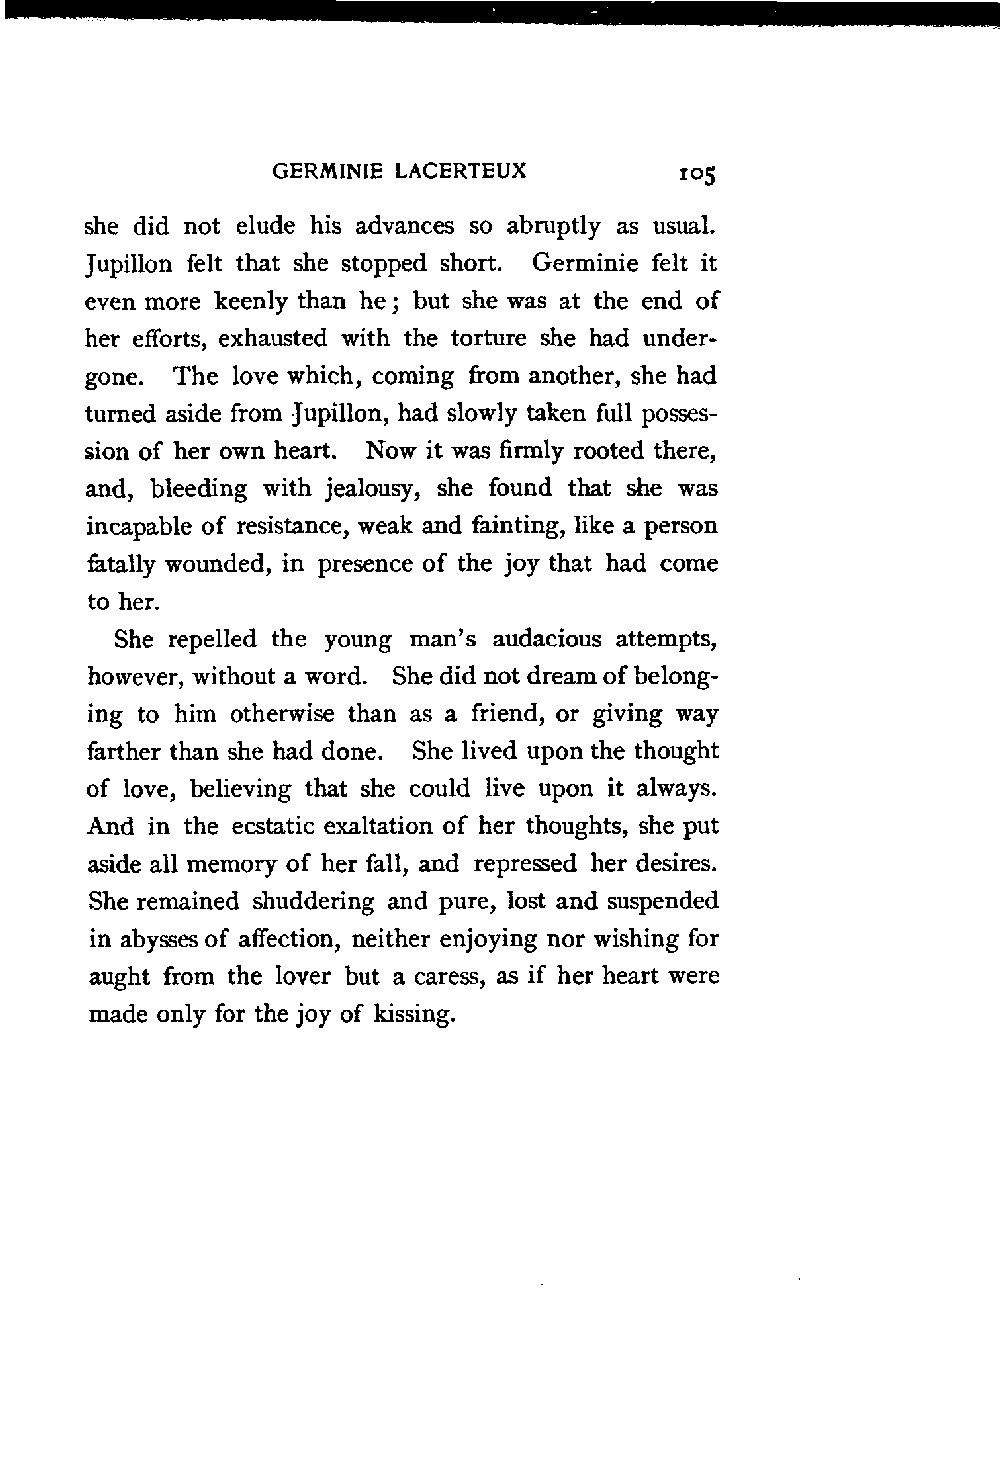 GERMINIE LACERTEUX 105
she did not elude his advances so abruptly as usual.
Jupillon felt that she stopped short. Germinie felt it
even more keenly than he; but she was at the end of
her efforts, exhausted with the torture she had under-
gone. The love which, coming from another, she had
turned aside from Jupillon, had slowly taken full posses-
sion of her own heart. Now it was firmly rooted there,
and, bleeding with jealousy, she found that she was
incapable of resistance, weak and fainting, like a person
fatally wounded, in presence of the joy that had come
to her.
She repelled the young man's audacious attempts,
however, without a word. She did not dream of belong-
ing to him otherwise than as a friend, or giving way
farther than she had done. She lived upon the thought
of love, believing that she could live upon it always.
And in the ecstatic exaltation of her thoughts, she put
aside all memory of her fall, and repressed her desires.
She remained shuddering and pure, lost and suspended
in abysses of affection, neither enjoying nor wishing for
aught from the lover but a caress, as if her heart were
made only for the joy of kissing.